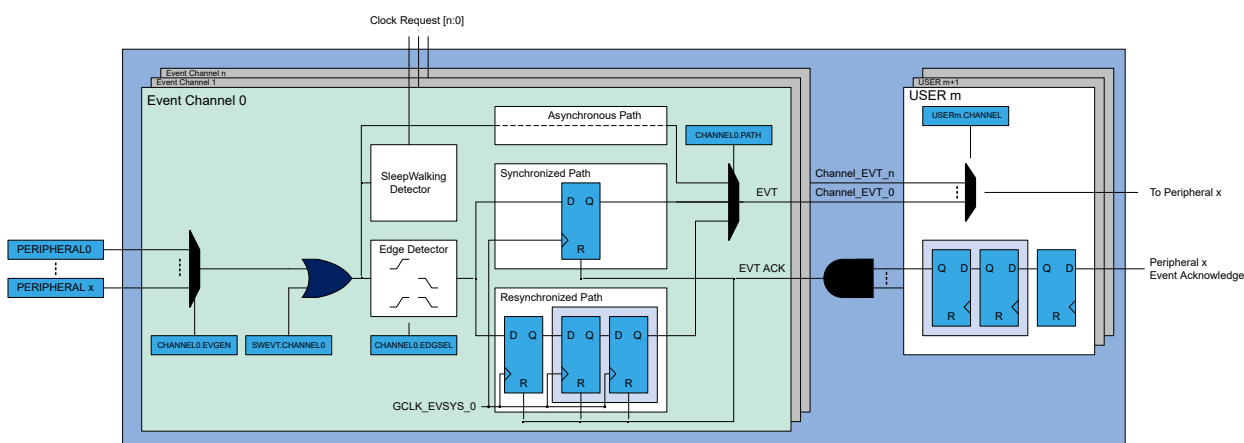 Clock Request [n:0]
Event Channel n
Event Channel 1
Event Channel 0
USER m+1
USER m
Asynchronous Path
CHANNEL0.PATH
USERm.CHANNEL
SleepWalking
Detector
Synchronized Path
D Q
R
EVT
Channel_EVT_n
Channel_EVT_0
To Peripheral x
PERIPHERAL0
PERIPHERAL x
Edge Detector
EVT ACK
Q D
R
Q D
R
Q D
R
Peripheral x
Event Acknowledge
Resynchronized Path
D Q
R
D Q
R
D Q
R
CHANNEL0.EVGEN
SWEVT.CHANNEL0
CHANNEL0.EDGSEL
GCLK_EVSYS_0